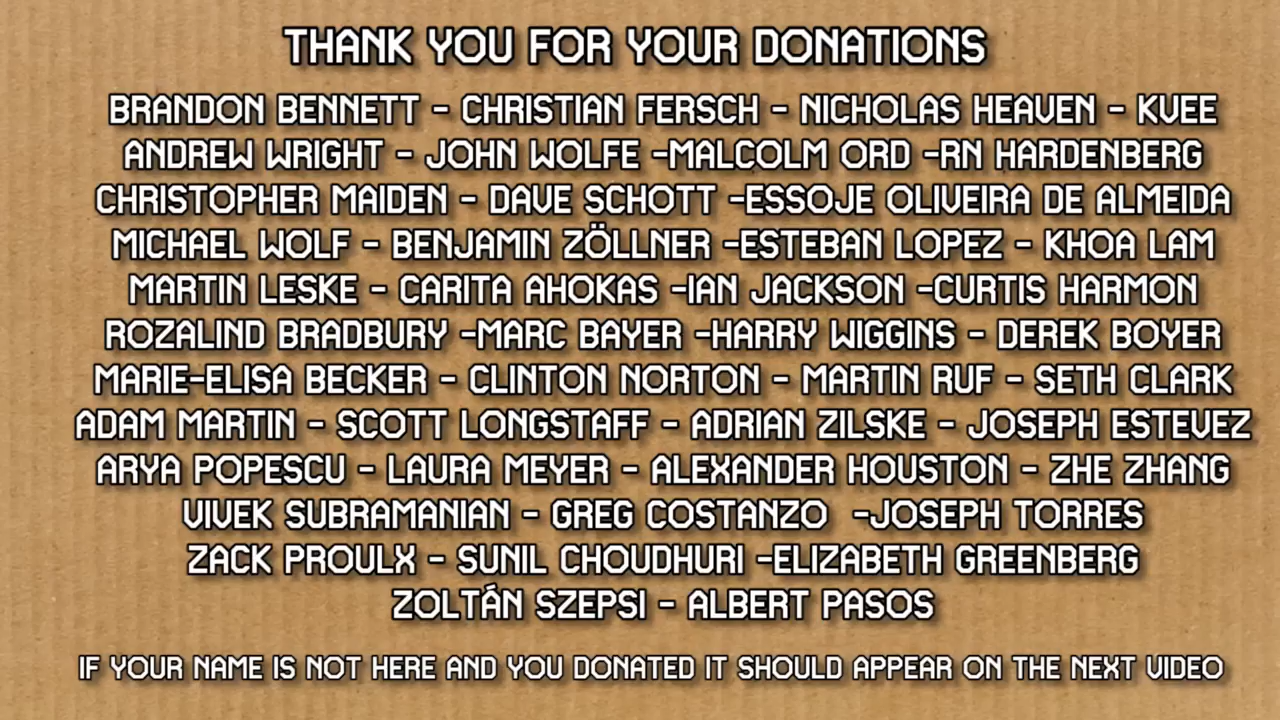 THANK YOU FOR YOUR DONATIONS
BRANDON BENNETT - CHRISTIAN FERSCH - NICHOLAS HEAVEN - KVEE
ANDREW WRIGHT - JOHN WOLFE -MALCOLM ORD -RN HARDENBERG
CHRISTOPHER MAIDEN - DAVE SCHOTT -ESSOJE OLIVEIRA DE ALMEIDA
MICHAEL WOLF - BENJAMIN ZÖLLNER -ESTEBAN LOPEZ - KHOA LAM
MARTIN LESKE - CARITA AHOKAS -IAN JACKSON -CURTIS HARMON
ROZALIND BRADBURY -MARC BAYER -HARRY WIGGINS - DEREK BOYER
MARIE-ELISA BECKER - CLINTON NORTON - MARTIN RUF - SETH CLARK
ADAM MARTIN - SCOTT LONGSTAFF - ADRIAN ZILSKE - JOSEPH ESTEVEZ
ARYA POPESCU - LAURA MEYER - ALEXANDER HOUSTON - ZHE ZHANG
VIVEK SUBRAMANIAN - GREG COSTANZO -JOSEPH TORRES
ZACK PROULX - SUNIL CHOUDHURI -ELIZABETH GREENBERG
ZOLTÁN SZEPSI - ALBERT PASOS
IF YOUR NAME IS NOT HERE AND YOU DONATED IT SHOULD APPEAR ON THE NEXT VIDEO